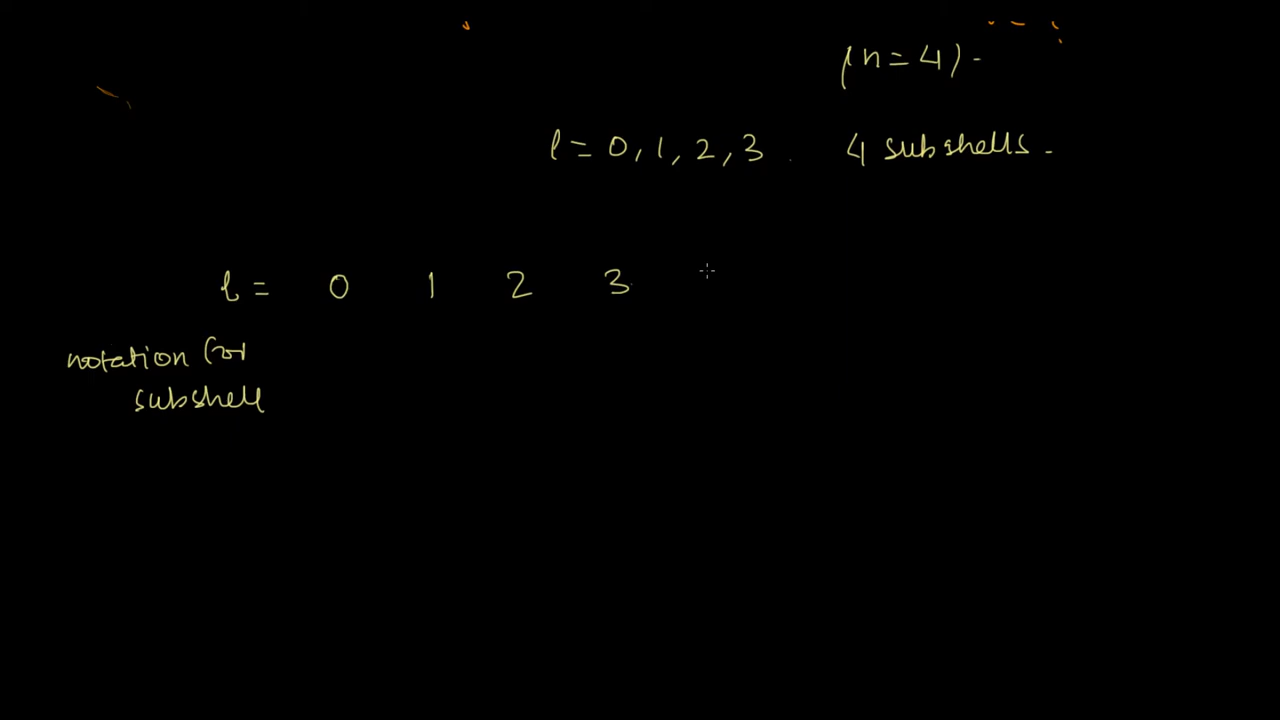 (n = 4) -
l = 0, 1, 2, 3 . 4 subshells .
l = 0 1 2 3
notation for
subshell